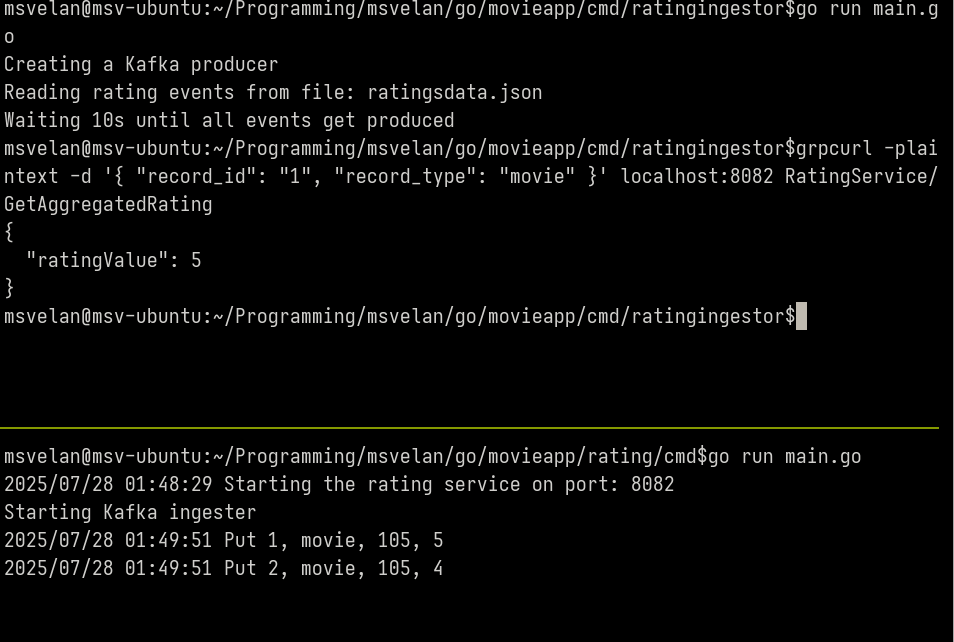 msvelan@msv-ubuntu:~/Programming/msvelan/go/movieapp/cmd/ratingingestor$go run main.g
o
Creating a Kafka producer
Reading rating events from file: ratingsdata.json
Waiting 10s until all events get produced
msvelan@msv-ubuntu:~/Programming/msvelan/go/movieapp/cmd/ratingingestor$grpcurl -plai
ntext -d '{ "record_id": "1", "record_type": "movie" }' localhost:8082 RatingService/
GetAggregatedRating
{
  "ratingValue": 5
}
msvelan@msv-ubuntu:~/Programming/msvelan/go/movieapp/cmd/ratingingestor$
msvelan@msv-ubuntu:~/Programming/msvelan/go/movieapp/rating/cmd$go run main.go
2025/07/28 01:48:29 Starting the rating service on port: 8082
Starting Kafka ingester
2025/07/28 01:49:51 Put 1, movie, 105, 5
2025/07/28 01:49:51 Put 2, movie, 105, 4